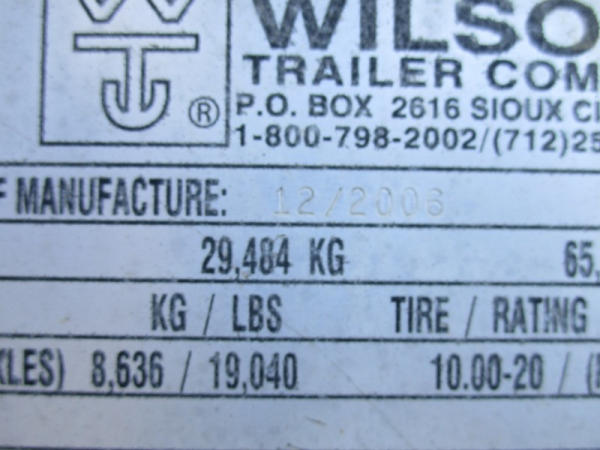 WILSO
TRAILER COM
P.O. BOX 2616 SIOUX CI
1-800-798-2002/(712)25
®
F MANUFACTURE: 12/2006
29,484 KG 65,
KG / LBS TIRE / RATING
XLES) 8,636 / 19,040 10.00-20 / (